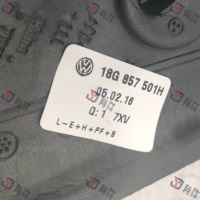 18G 857 501H
05.02.16
Q: 1 7XV
L-E+H+PF+8